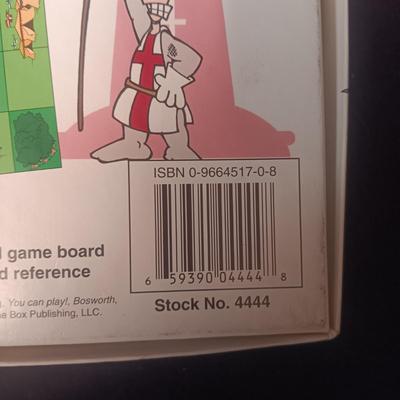 ISBN 0-9664517-0-8
game board
reference
6 59390 04444 8
You can play!, Bosworth,
Box Publishing, LLC.
Stock No. 4444